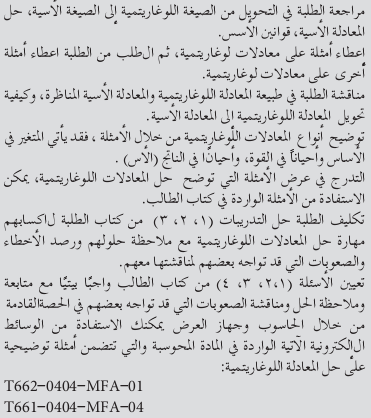 مراجعة الطلبة في التحويل من الصيغة اللوغاريتمية إلى الصيغة الأسية، حل
المعادلة الأسية، قوانين الأسس.
إعطاء أمثلة على معادلات لوغاريتمية، ثم الطلب من الطلبة اعطاء أمثلة
أخرى على معادلات لوغاريتمية.
مناقشة الطلبة في طبيعة المعادلة اللوغاريتمية والمعادلة الأسية المناظرة، وكيفية
تحويل المعادلة اللوغاريتمية إلى المعادلة الأسية.
توضيح أنواع المعادلات اللوغاريتمية من خلال الأمثلة ، فقد يأتي المتغير في
الأساس وأحياناً في القوة، وأحيانًا في الناتج (الأس) .
التدرج في عرض الأمثلة التي توضح حل المعادلات اللوغاريتمية، يمكن
الاستفادة من الأمثلة الواردة في كتاب الطالب.
تكليف الطلبة حل التدريبات (١، ٢، ٣) من كتاب الطلبة لاكسابهم
مهارة حل المعادلات اللوغاريتمية مع ملاحظة حلولهم ورصد الأخطاء
والصعوبات التي قد تواجه بعضهم لمناقشتها معهم.
تعيين الأسئلة (٢،١، ٣، ٤) من كتاب الطالب واجبًا بيتيًا مع متابعة
وملاحظة الحل ومناقشة الصعوبات التي قد تواجه بعضهم في الحصةالقادمة
من خلال الحاسوب وجهاز العرض يمكنك الاستفادة من الوسائط
الالكترونية الآتية الواردة في المادة المحوسبة والتي تتضمن أمثلة توضيحية
على حل المعادلة اللوغاريتمية:
T662-0404-MFA-01
T661-0404-MFA-04